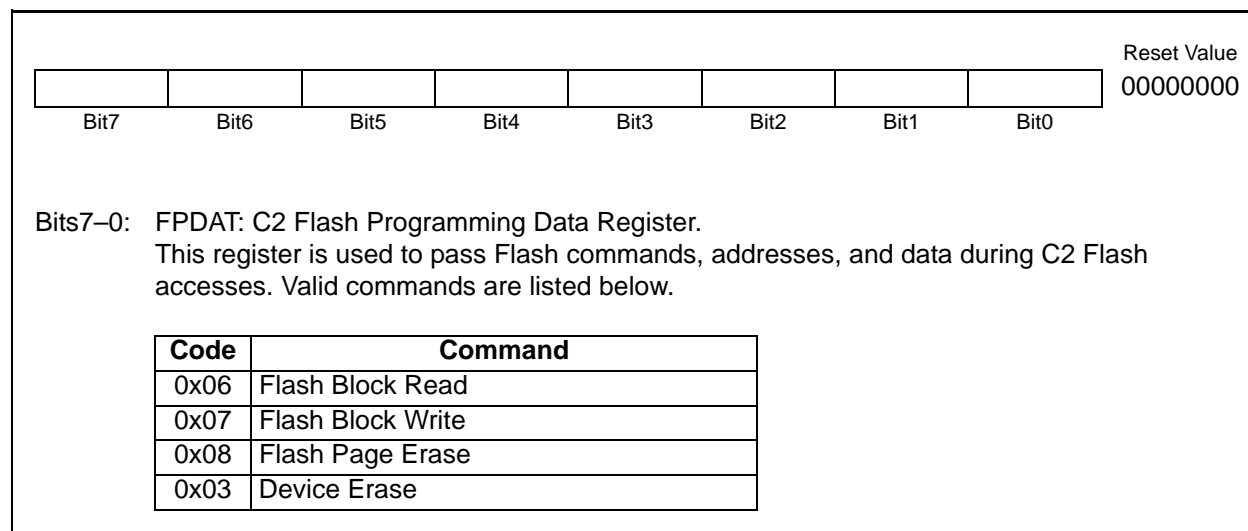 Reset Value
00000000
Bit7 Bit6 Bit5 Bit4 Bit3 Bit2 Bit1 Bit0
Bits7–0: FPDAT: C2 Flash Programming Data Register.
This register is used to pass Flash commands, addresses, and data during C2 Flash
accesses. Valid commands are listed below.
Code Command
0x06 Flash Block Read
0x07 Flash Block Write
0x08 Flash Page Erase
0x03 Device Erase